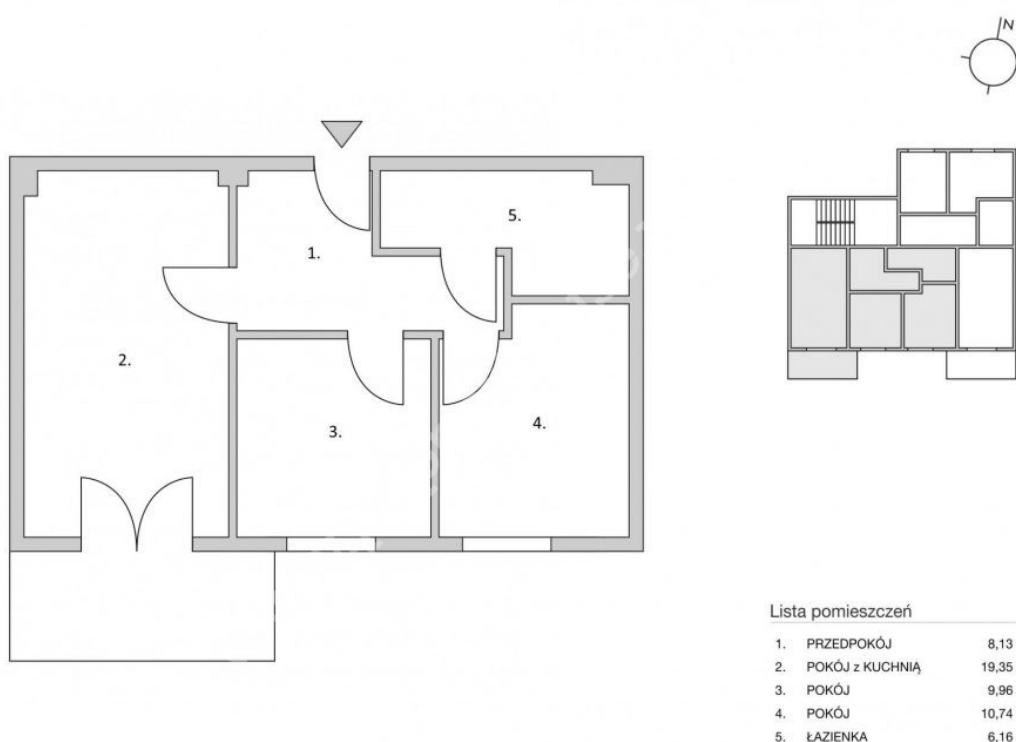 N
5.
1.
2.
3.
4.
Lista pomieszczeń
1. PRZEDPOKÓJ 8,13
2. POKÓJ z KUCHNIĄ 19,35
3. POKÓJ 9,96
4. POKÓJ 10,74
5. ŁAZIENKA 6,16